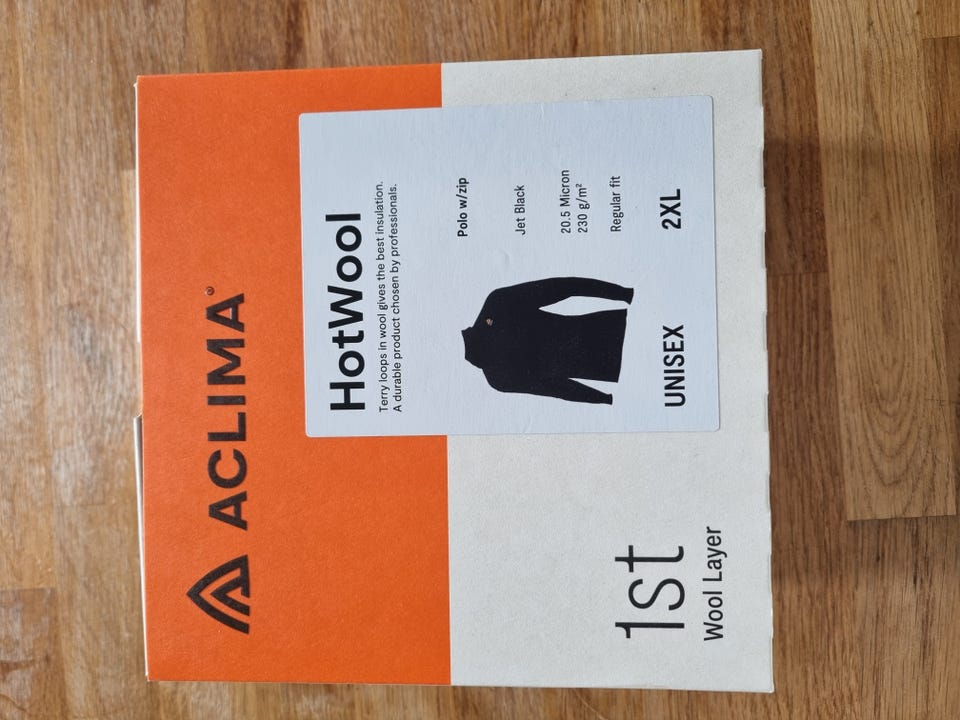 ACLIMA®
HotWool
Terry loops in wool gives the best insulation.
A durable product chosen by professionals.
Polo w/zip
Jet Black
20.5 Micron
230 g/m²
Regular fit
UNISEX 2XL
1st
Wool Layer